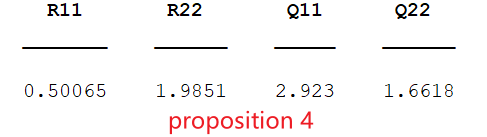 R11 R22 Q11 Q22
0.50065 1.9851 2.923 1.6618
proposition 4